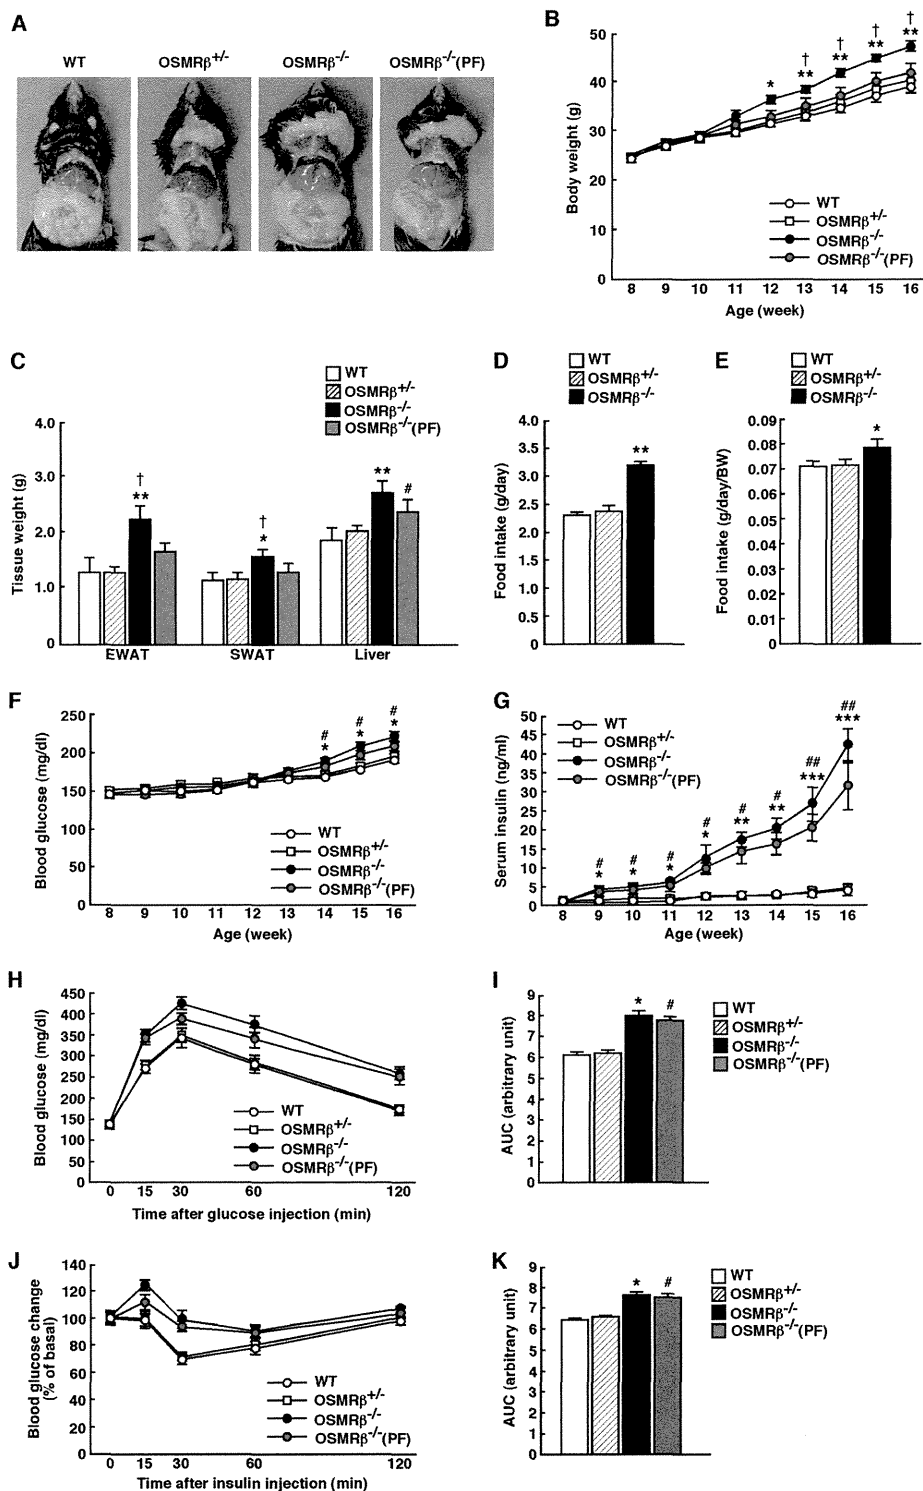 A
WT OSMRβ+/- OSMRβ-/- OSMRβ-/-(PF)
B
Body weight (g)
50
40
30
20
10
0
† † † † †
* ** ** ** **
WT
OSMRβ+/-
OSMRβ-/-
OSMRβ-/-(PF)
8 9 10 11 12 13 14 15 16
Age (week)
C
WT
OSMRβ+/-
OSMRβ-/-
OSMRβ-/-(PF)
Tissue weight (g)
4.0
3.0
2.0
1.0
0
†
**
†
*
**
#
EWAT SWAT Liver
D
WT
OSMRβ+/-
OSMRβ-/-
Food intake (g/day)
4.0
3.5
3.0
2.5
2.0
1.5
1.0
0.5
0
**
E
WT
OSMRβ+/-
OSMRβ-/-
Food intake (g/day/BW)
0.09
0.08
0.07
0.06
0.05
0.04
0.03
0.02
0.01
0
*
F
Blood glucose (mg/dl)
250
200
150
100
50
0
# # #
* * *
WT
OSMRβ+/-
OSMRβ-/-
OSMRβ-/-(PF)
8 9 10 11 12 13 14 15 16
Age (week)
G
WT
OSMRβ+/-
OSMRβ-/-
OSMRβ-/-(PF)
Serum insulin (ng/ml)
50
45
40
35
30
25
20
15
10
5
0
# # # # # # ## ##
* * * * ** ** *** ***
8 9 10 11 12 13 14 15 16
Age (week)
H
Blood glucose (mg/dl)
450
400
350
300
250
200
150
100
50
0
WT
OSMRβ+/-
OSMRβ-/-
OSMRβ-/-(PF)
0 15 30 60 120
Time after glucose injection (min)
I
AUC (arbitrary unit)
9
8
7
6
5
4
3
2
1
0
* #
WT
OSMRβ+/-
OSMRβ-/-
OSMRβ-/-(PF)
J
Blood glucose change
(% of basal)
140
120
100
80
60
40
20
0
WT
OSMRβ+/-
OSMRβ-/-
OSMRβ-/-(PF)
0 15 30 60 120
Time after insulin injection (min)
K
AUC (arbitrary unit)
9
8
7
6
5
4
3
2
1
0
* #
WT
OSMRβ+/-
OSMRβ-/-
OSMRβ-/-(PF)